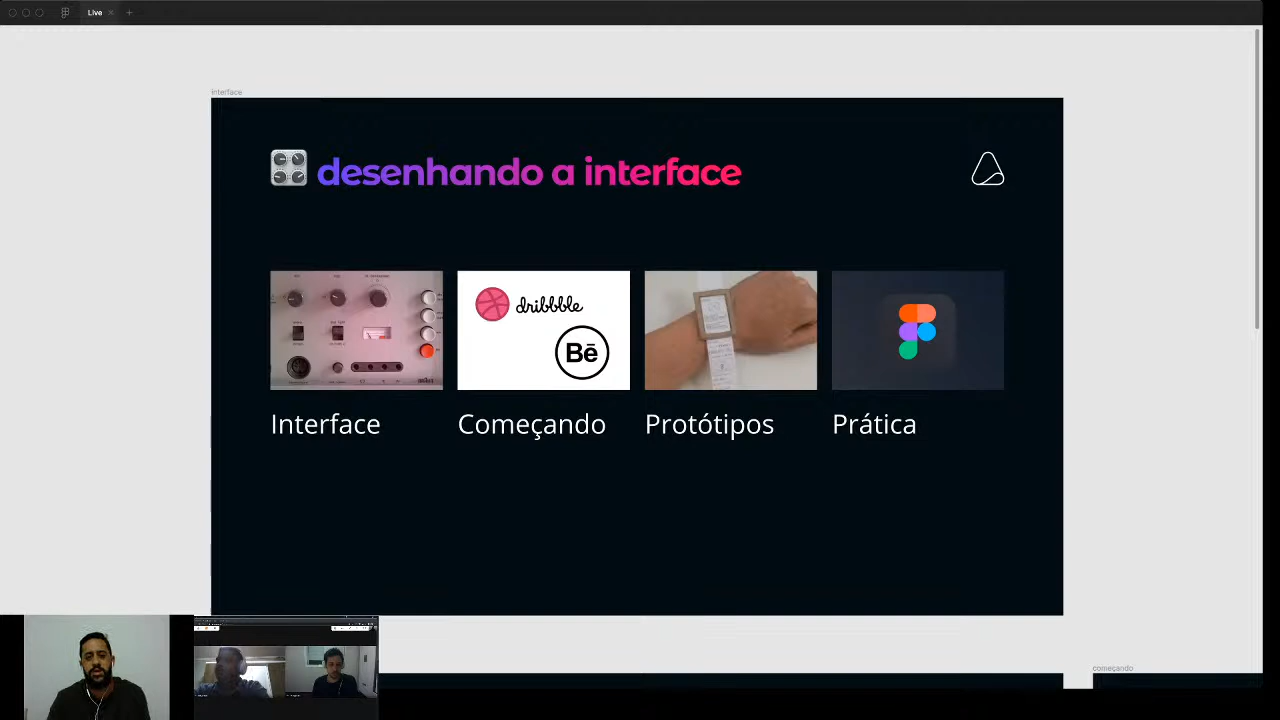 Live
interface
desenhando a interface
dribbble
Bē
Interface
Começando
Protótipos
Prática
começando